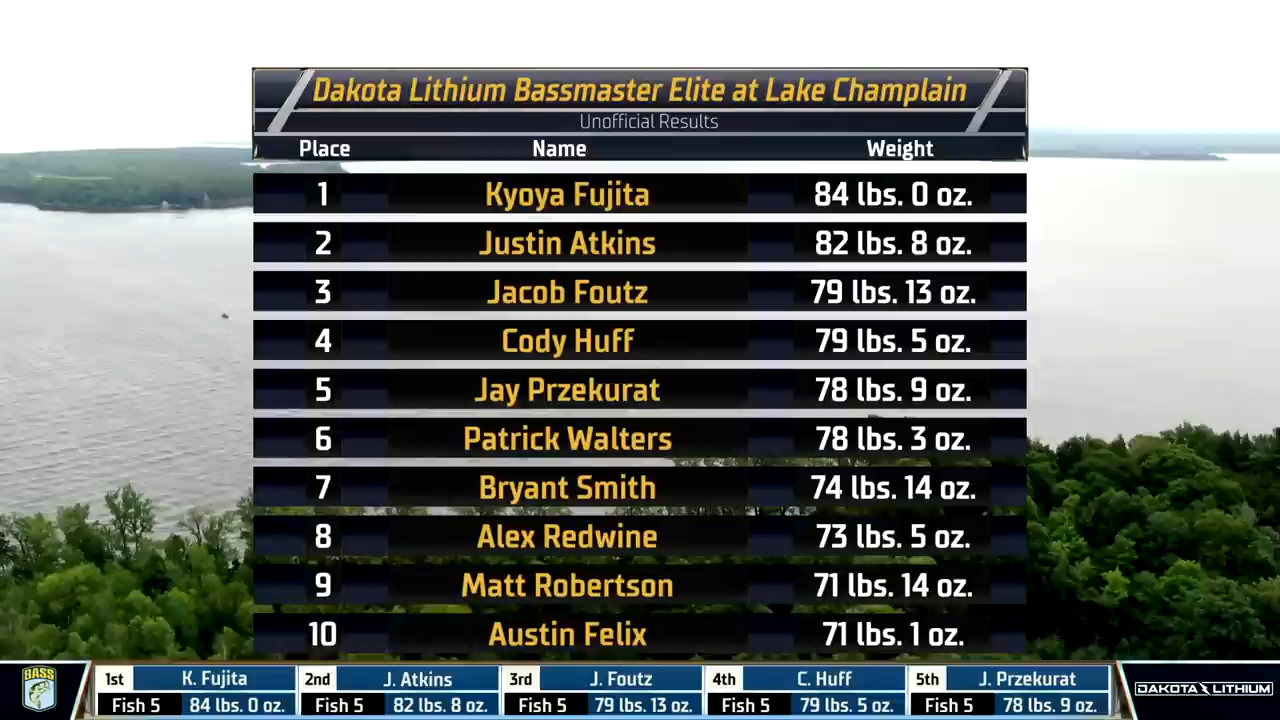 Dakota Lithium Bassmaster Elite at Lake Champlain
Unofficial Results
Place Name Weight
1 Kyoya Fujita 84 lbs. 0 oz.
2 Justin Atkins 82 lbs. 8 oz.
3 Jacob Foutz 79 lbs. 13 oz.
4 Cody Huff 79 lbs. 5 oz.
5 Jay Przekurat 78 lbs. 9 oz.
6 Patrick Walters 78 lbs. 3 oz.
7 Bryant Smith 74 lbs. 14 oz.
8 Alex Redwine 73 lbs. 5 oz.
9 Matt Robertson 71 lbs. 14 oz.
10 Austin Felix 71 lbs. 1 oz.
BASS
1st K. Fujita 2nd J. Atkins 3rd J. Foutz 4th C. Huff 5th J. Przekurat
Fish 5 84 lbs. 0 oz. Fish 5 82 lbs. 8 oz. Fish 5 79 lbs. 13 oz. Fish 5 79 lbs. 5 oz. Fish 5 78 lbs. 9 oz.
DAKOTA LITHIUM